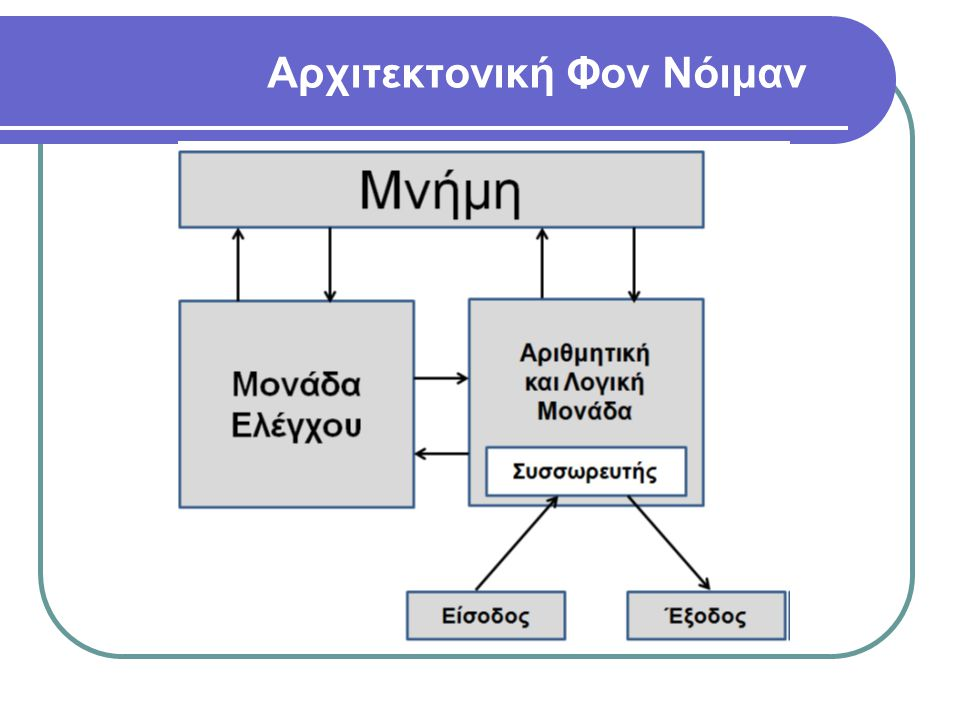 Αρχιτεκτονική Φον Νόιμαν
Μνήμη
Μονάδα
Ελέγχου
Αριθμητική
και Λογική
Μονάδα
Συσσωρευτής
Είσοδος
Έξοδος